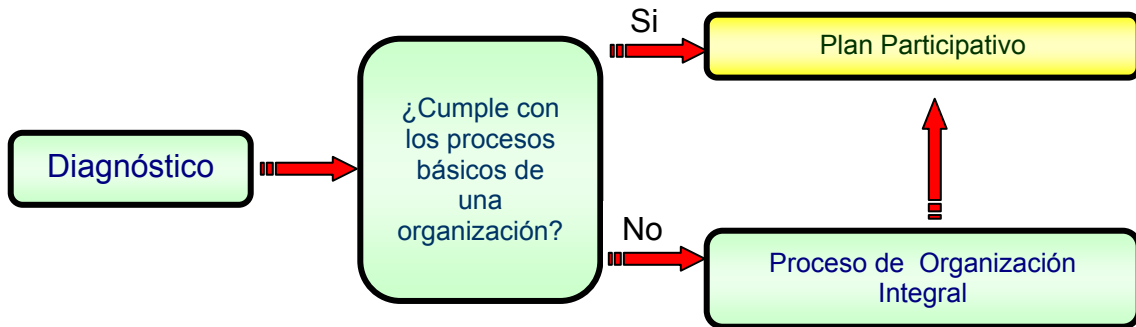 Diagnóstico
¿Cumple con
los procesos
básicos de
una
organización?
Si
Plan Participativo
No
Proceso de Organización
Integral